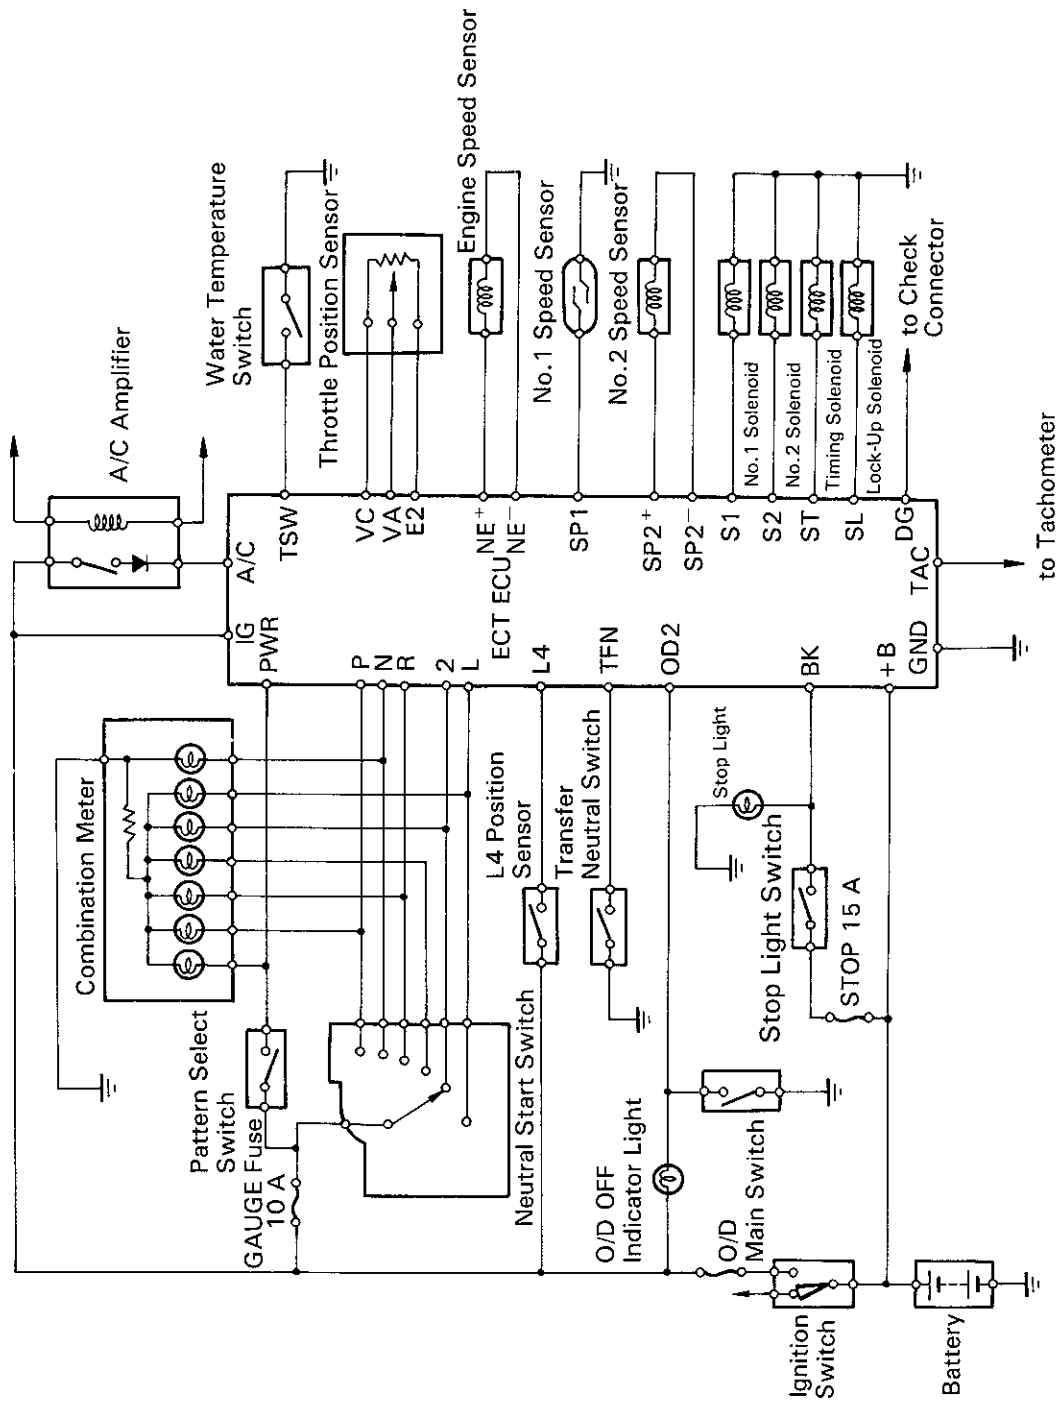 A/C Amplifier
Water Temperature
Switch
Throttle Position Sensor
Engine Speed Sensor
No.1 Speed Sensor
No.2 Speed Sensor
No.1 Solenoid
No.2 Solenoid
Timing Solenoid
Lock-Up Solenoid
to Check
Connector
to Tachometer
IG
A/C
TSW
VC
VA
E2
NE+
NE-
SP1
SP2+
SP2-
S1
S2
ST
SL
DG
TAC
GND
ECT ECU
PWR
P
N
R
2
L
L4
TFN
OD2
BK
+B
Combination Meter
Pattern Select
Switch
GAUGE Fuse
10 A
Neutral Start Switch
L4 Position
Sensor
Transfer
Neutral Switch
O/D OFF
Indicator Light
O/D
Main Switch
Stop Light
Stop Light Switch
STOP 15 A
Ignition
Switch
Battery